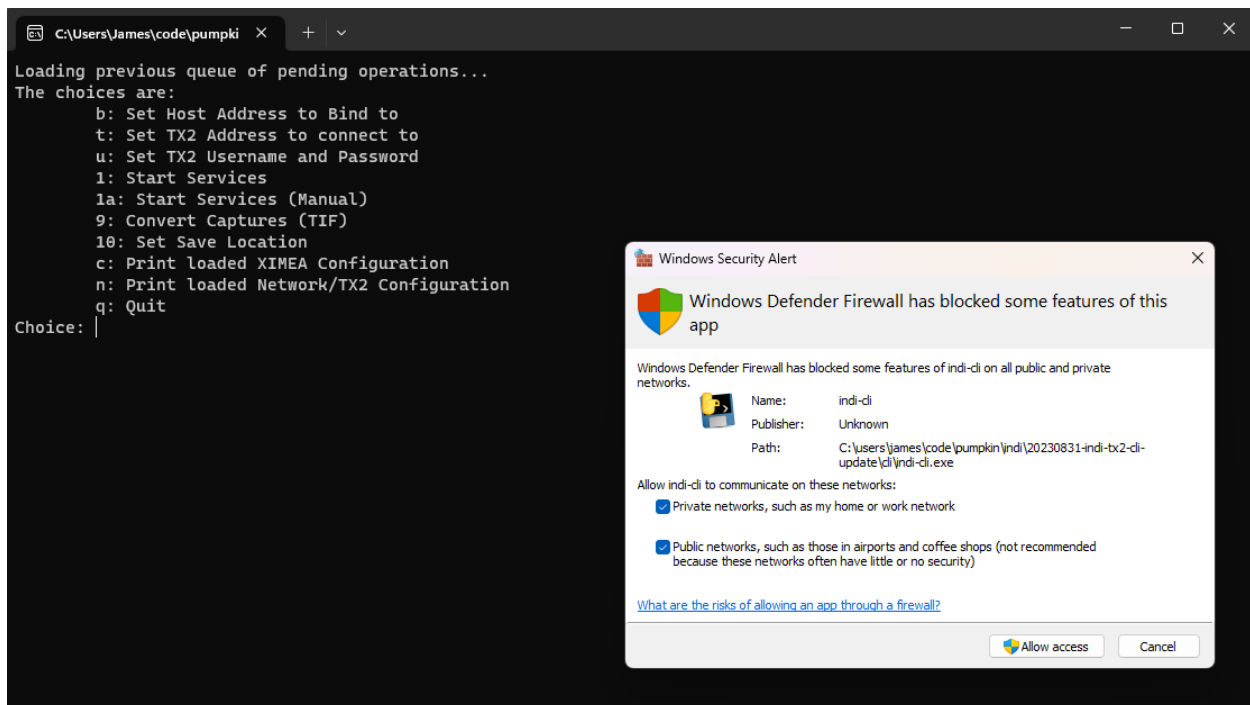 C:\Users\James\code\pumpki
Loading previous queue of pending operations...
The choices are:
b: Set Host Address to Bind to
t: Set TX2 Address to connect to
u: Set TX2 Username and Password
1: Start Services
1a: Start Services (Manual)
9: Convert Captures (TIF)
10: Set Save Location
c: Print loaded XIMEA Configuration
n: Print loaded Network/TX2 Configuration
q: Quit
Choice:
Windows Security Alert
Windows Defender Firewall has blocked some features of this
app
Windows Defender Firewall has blocked some features of indi-cli on all public and private
networks.
Name: indi-cli
Publisher: Unknown
Path: C:\users\james\code\pumpkin\indi\20230831-indi-tx2-cli-
update\cli\indi-cli.exe
Allow indi-cli to communicate on these networks:
Private networks, such as my home or work network
Public networks, such as those in airports and coffee shops (not recommended
because these networks often have little or no security)
What are the risks of allowing an app through a firewall?
Allow access Cancel